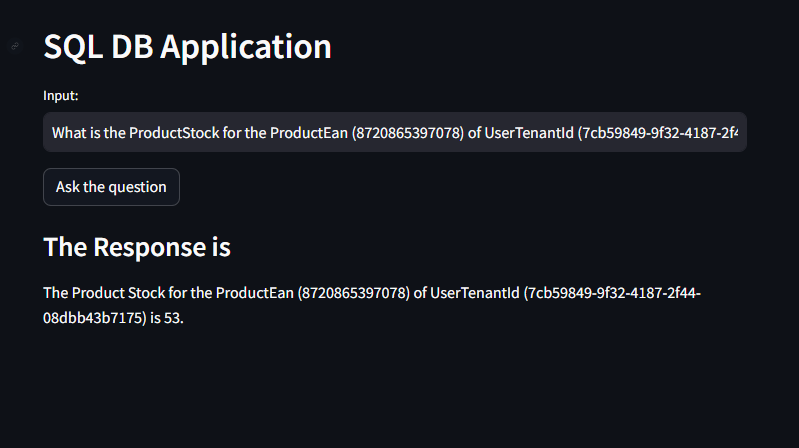 SQL DB Application
Input:
What is the ProductStock for the ProductEan (8720865397078) of UserTenantId (7cb59849-9f32-4187-2f4
Ask the question
The Response is
The Product Stock for the ProductEan (8720865397078) of UserTenantId (7cb59849-9f32-4187-2f44-
08dbb43b7175) is 53.